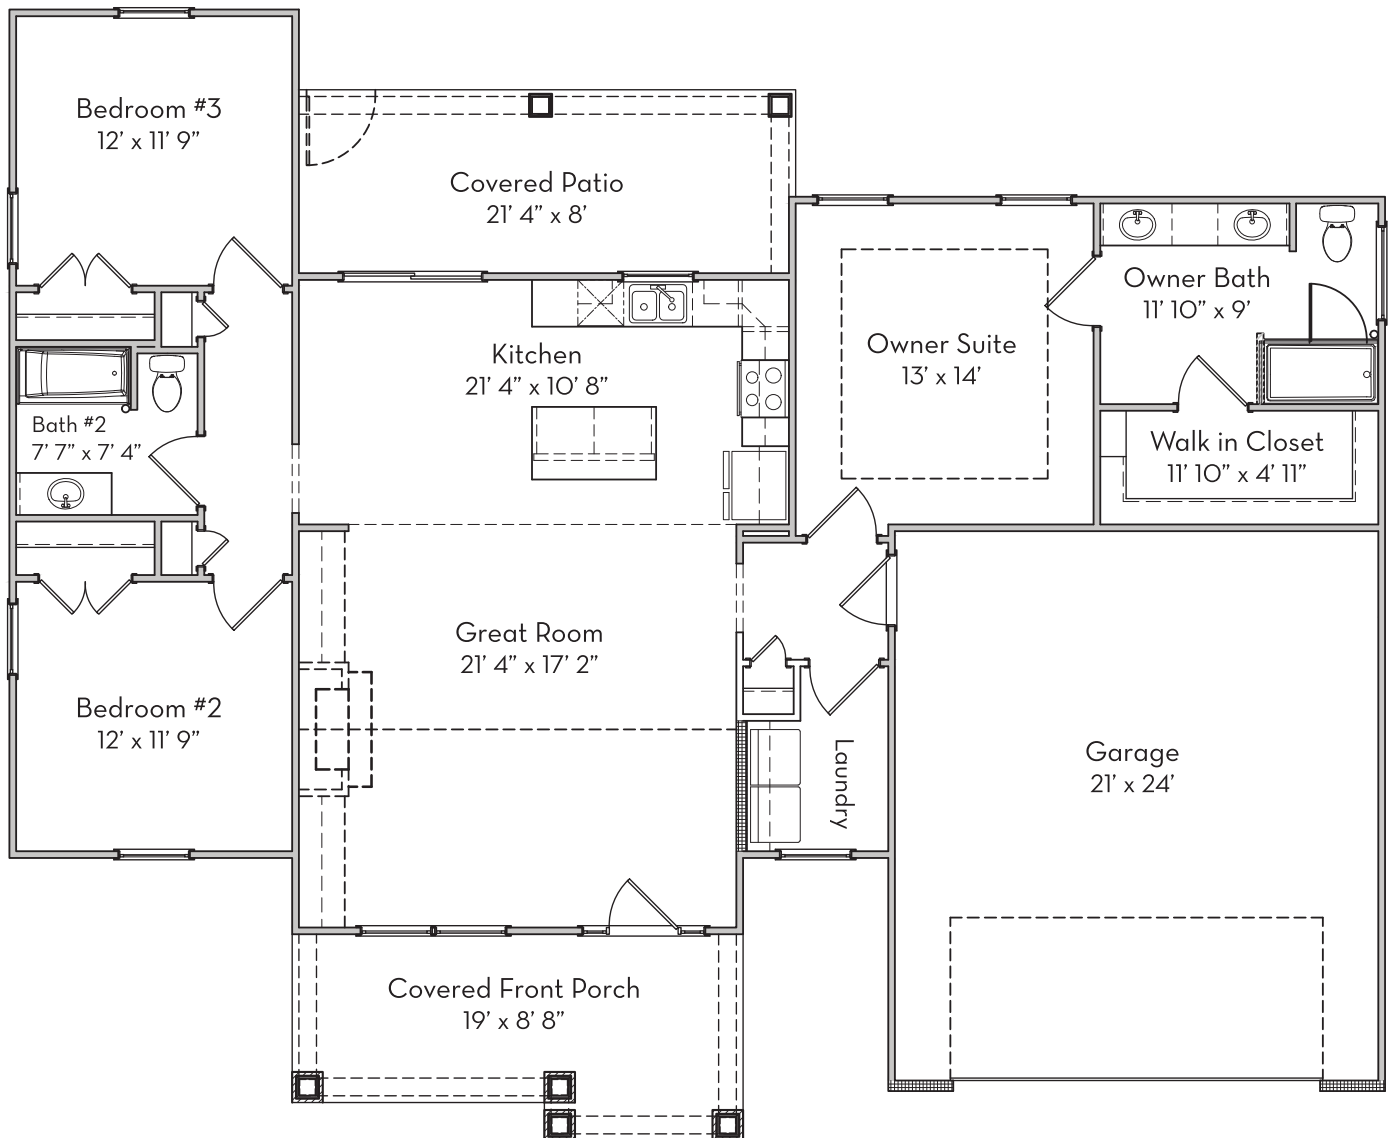 Bedroom #3
12’ x 11’ 9”
Covered Patio
21’ 4” x 8’
Owner Bath
11’ 10” x 9’
Kitchen
21’ 4” x 10’ 8”
Owner Suite
13’ x 14’
Bath #2
7’ 7” x 7’ 4”
Walk in Closet
11’ 10” x 4’ 11”
Great Room
21’ 4” x 17’ 2”
Bedroom #2
12’ x 11’ 9”
Laundry
Garage
21’ x 24’
Covered Front Porch
19’ x 8’ 8”